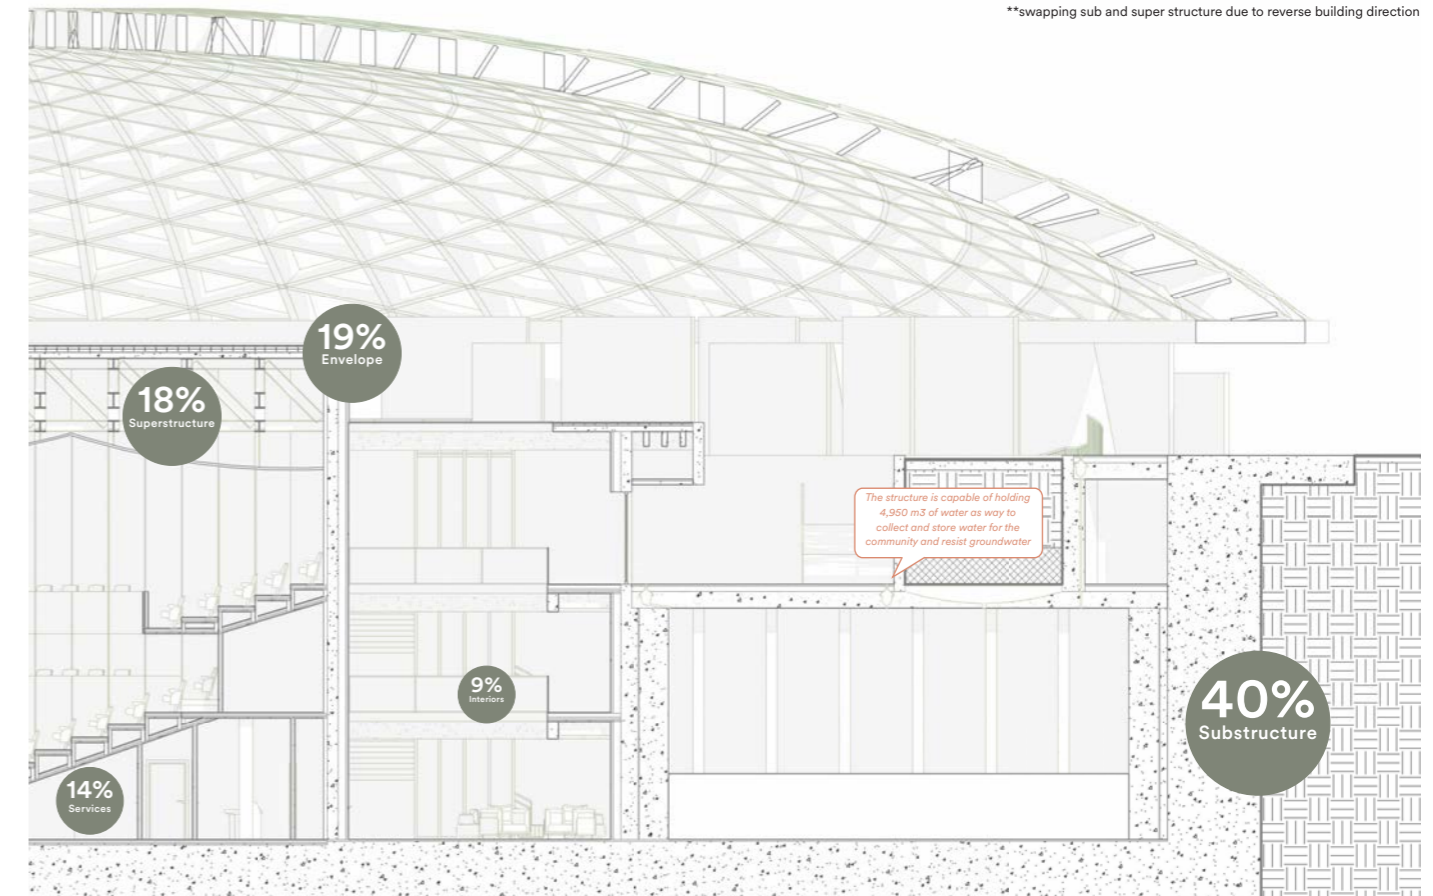 **swapping sub and super structure due to reverse building direction
19%
Envelope
18%
Superstructure
The structure is capable of holding
4,950 m3 of water as way to
collect and store water for the
community and resist groundwater
9%
Interiors
40%
Substructure
14%
Services